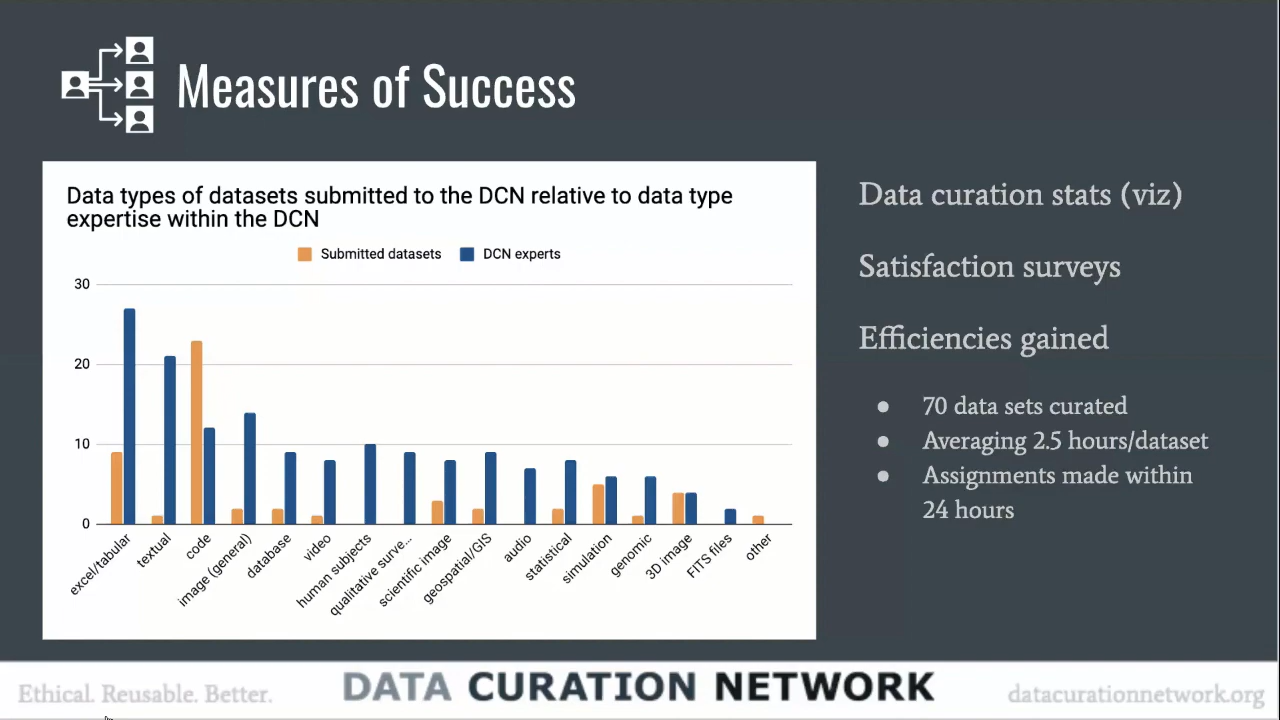 Measures of Success
Data types of datasets submitted to the DCN relative to data type
expertise within the DCN
Submitted datasets
DCN experts
30
20
10
0
excel/tabular
textual
code
image (general)
database
video
human subjects
qualitative surve...
scientific image
geospatial/GIS
audio
statistical
simulation
genomic
3D image
FITS files
other
Data curation stats (viz)
Satisfaction surveys
Efficiencies gained
● 70 data sets curated
● Averaging 2.5 hours/dataset
● Assignments made within
24 hours
Ethical. Reusable. Better.
DATA CURATION NETWORK
datacurationnetwork.org